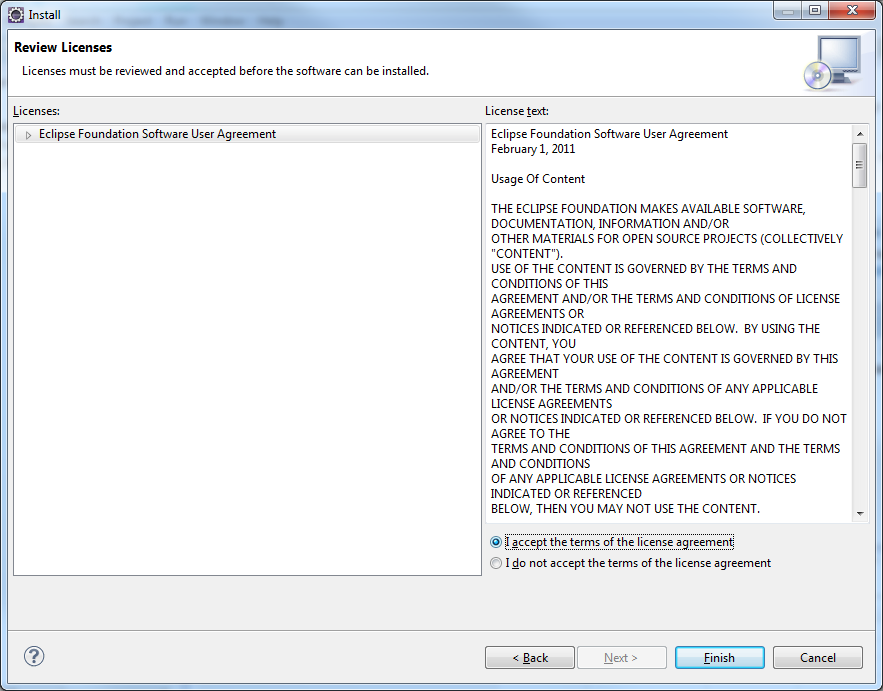 Install
Review Licenses
Licenses must be reviewed and accepted before the software can be installed.
Licenses:
Eclipse Foundation Software User Agreement
License text:
Eclipse Foundation Software User Agreement
February 1, 2011
Usage Of Content
THE ECLIPSE FOUNDATION MAKES AVAILABLE SOFTWARE,
DOCUMENTATION, INFORMATION AND/OR
OTHER MATERIALS FOR OPEN SOURCE PROJECTS (COLLECTIVELY
"CONTENT").
USE OF THE CONTENT IS GOVERNED BY THE TERMS AND
CONDITIONS OF THIS
AGREEMENT AND/OR THE TERMS AND CONDITIONS OF LICENSE
AGREEMENTS OR
NOTICES INDICATED OR REFERENCED BELOW.  BY USING THE
CONTENT, YOU
AGREE THAT YOUR USE OF THE CONTENT IS GOVERNED BY THIS
AGREEMENT
AND/OR THE TERMS AND CONDITIONS OF ANY APPLICABLE
LICENSE AGREEMENTS
OR NOTICES INDICATED OR REFERENCED BELOW.  IF YOU DO NOT
AGREE TO THE
TERMS AND CONDITIONS OF THIS AGREEMENT AND THE TERMS
AND CONDITIONS
OF ANY APPLICABLE LICENSE AGREEMENTS OR NOTICES
INDICATED OR REFERENCED
BELOW, THEN YOU MAY NOT USE THE CONTENT.
I accept the terms of the license agreement
I do not accept the terms of the license agreement
< Back
Next >
Finish
Cancel